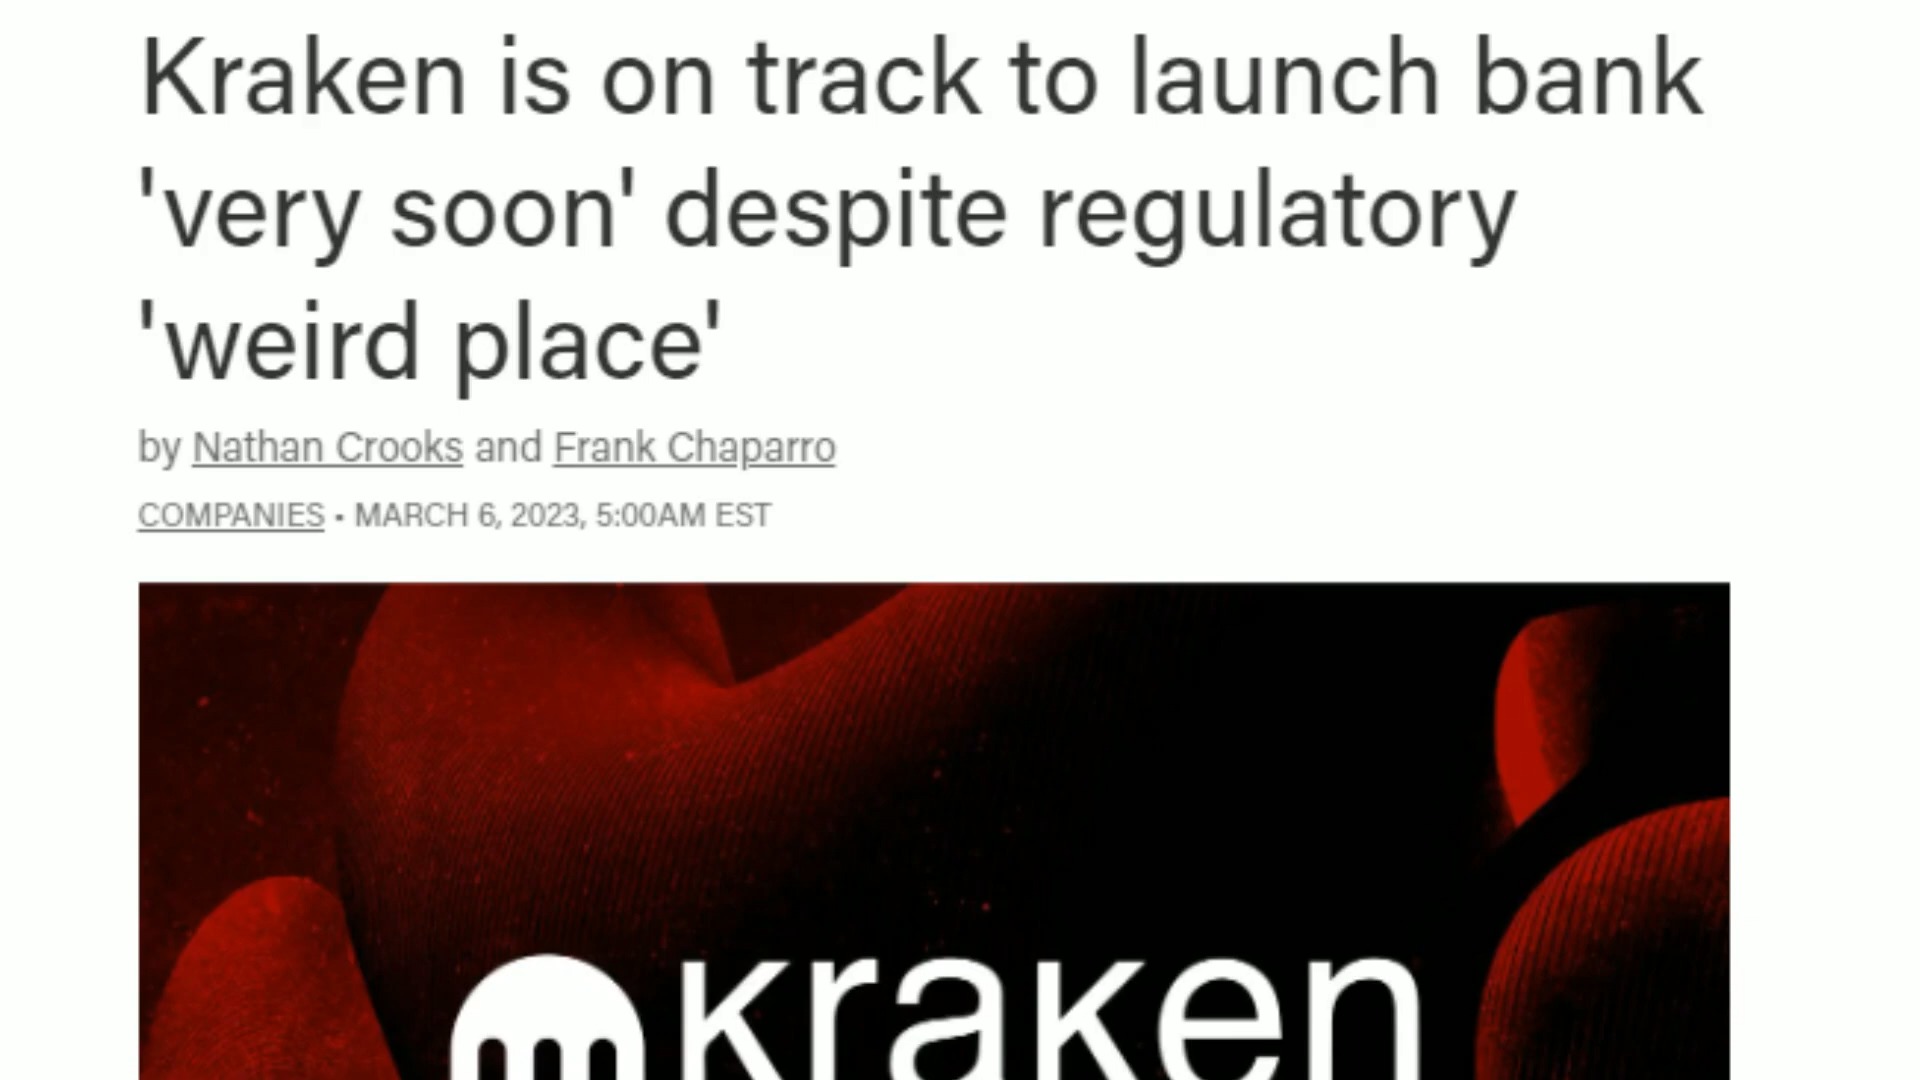 Kraken is on track to launch bank
'very soon' despite regulatory
'weird place'
by Nathan Crooks and Frank Chaparro
COMPANIES • MARCH 6, 2023, 5:00AM EST
kraken